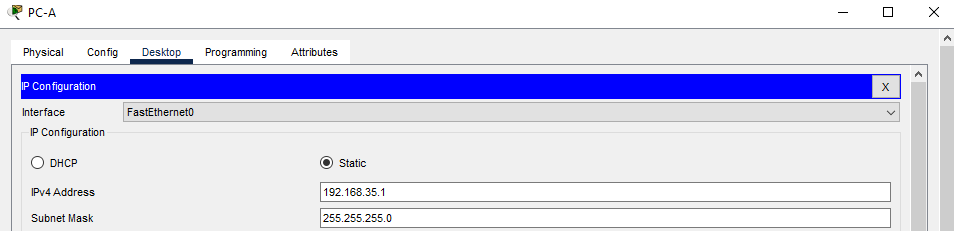 PC-A
Physical Config Desktop Programming Attributes
IP Configuration X
Interface FastEthernet0
IP Configuration
DHCP Static
IPv4 Address 192.168.35.1
Subnet Mask 255.255.255.0